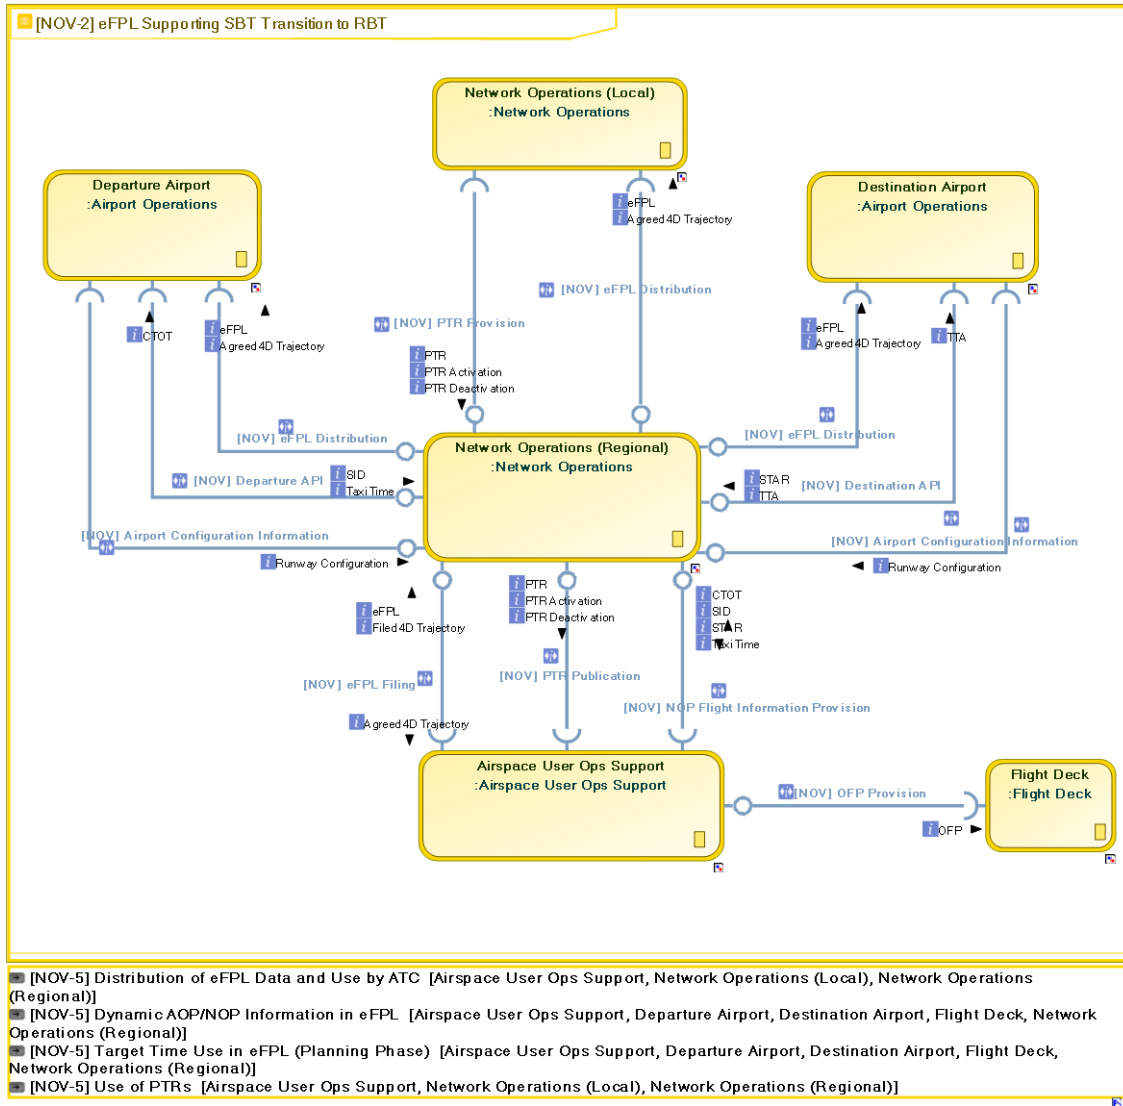 [NOV-2] eFPL Supporting SBT Transition to RBT
Network Operations (Local)
:Network Operations
Departure Airport
:Airport Operations
Destination Airport
:Airport Operations
eFPL
Agreed 4D Trajectory
[NOV] eFPL Distribution
[NOV] PTR Provision
CTOT
eFPL
Agreed 4D Trajectory
eFPL
Agreed 4D Trajectory
TTA
PTR
PTR Activation
PTR Deactivation
[NOV] eFPL Distribution
[NOV] eFPL Distribution
Network Operations (Regional)
:Network Operations
[NOV] Departure API
SID
Taxi Time
STAR
TTA
[NOV] Destination API
[NOV] Airport Configuration Information
Runway Configuration
[NOV] Airport Configuration Information
Runway Configuration
eFPL
Filed 4D Trajectory
PTR
PTR Activation
PTR Deactivation
CTOT
SID
STAR
Taxi Time
[NOV] eFPL Filing
[NOV] PTR Publication
[NOV] NOP Flight Information Provision
Agreed 4D Trajectory
Airspace User Ops Support
:Airspace User Ops Support
[NOV] OFP Provision
OFP
Flight Deck
:Flight Deck
[NOV-5] Distribution of eFPL Data and Use by ATC [Airspace User Ops Support, Network Operations (Local), Network Operations
(Regional)]
[NOV-5] Dynamic AOP/NOP Information in eFPL [Airspace User Ops Support, Departure Airport, Destination Airport, Flight Deck, Network
Operations (Regional)]
[NOV-5] Target Time Use in eFPL (Planning Phase) [Airspace User Ops Support, Departure Airport, Destination Airport, Flight Deck,
Network Operations (Regional)]
[NOV-5] Use of PTRs [Airspace User Ops Support, Network Operations (Local), Network Operations (Regional)]